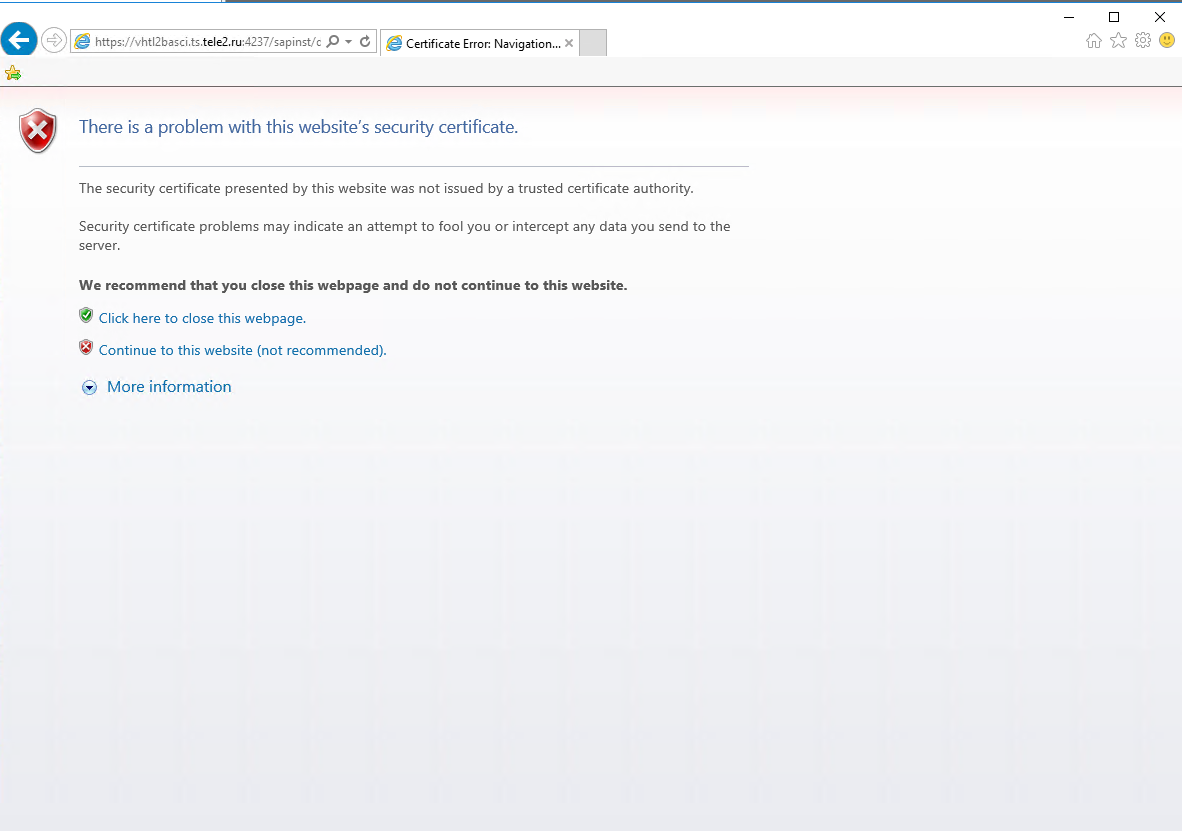 https://vhtl2basci.ts.tele2.ru:4237/sapinst/c
Certificate Error: Navigation...
There is a problem with this website's security certificate.
The security certificate presented by this website was not issued by a trusted certificate authority.
Security certificate problems may indicate an attempt to fool you or intercept any data you send to the
server.
We recommend that you close this webpage and do not continue to this website.
Click here to close this webpage.
Continue to this website (not recommended).
More information